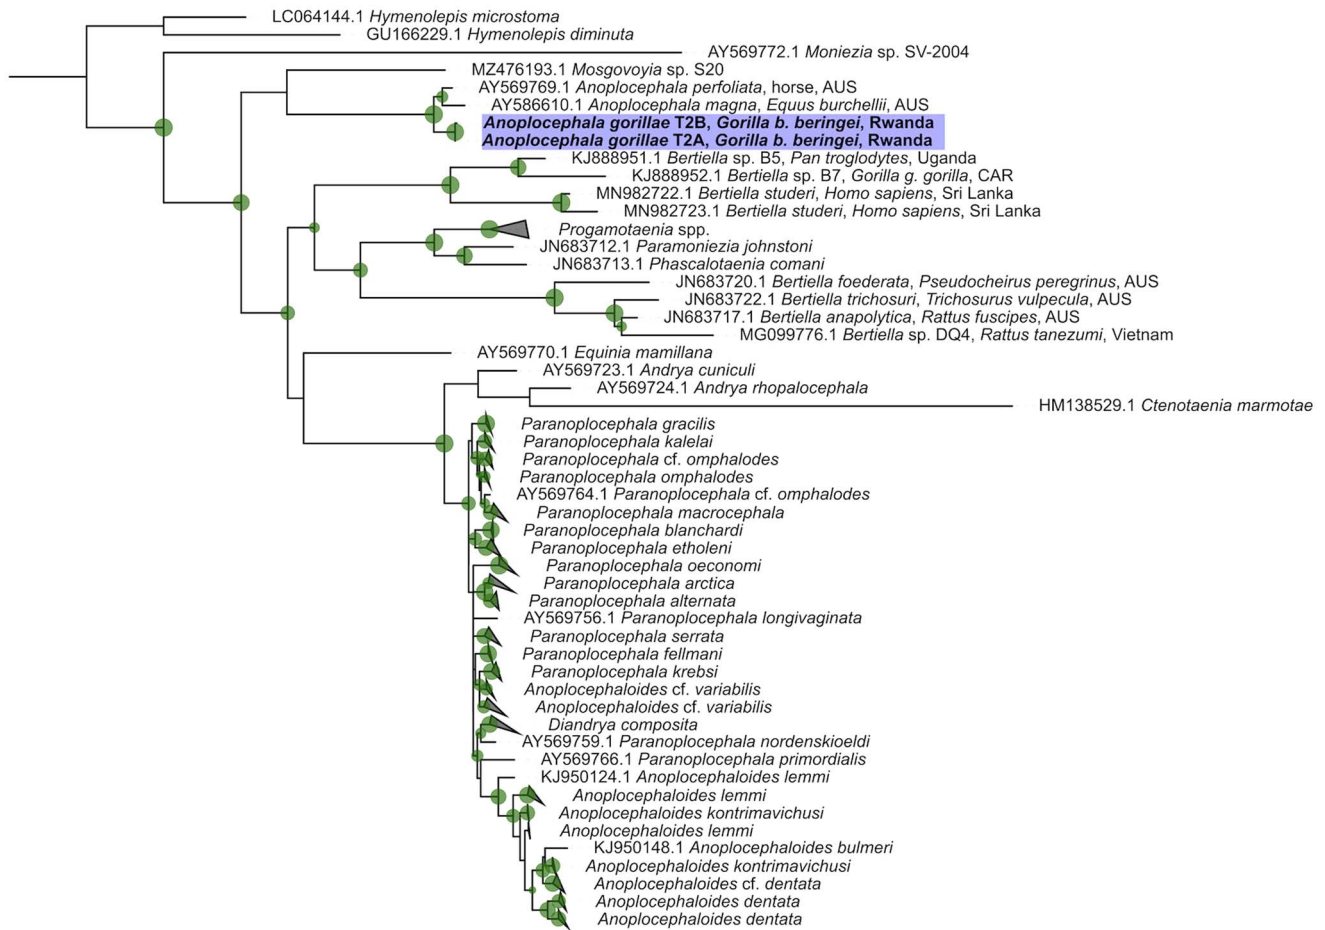 LC064144.1 Hymenolepis microstoma
GU166229.1 Hymenolepis diminuta
AY569772.1 Moniezia sp. SV-2004
MZ476193.1 Mosgovoyia sp. S20
AY569769.1 Anoplocephala perfoliata, horse, AUS
AY586610.1 Anoplocephala magna, Equus burchellii, AUS
Anoplocephala gorillae T2B, Gorilla b. beringei, Rwanda
Anoplocephala gorillae T2A, Gorilla b. beringei, Rwanda
KJ888951.1 Bertiella sp. B5, Pan troglodytes, Uganda
KJ888952.1 Bertiella sp. B7, Gorilla g. gorilla, CAR
MN982722.1 Bertiella studeri, Homo sapiens, Sri Lanka
MN982723.1 Bertiella studeri, Homo sapiens, Sri Lanka
Progamotaenia spp.
JN683712.1 Paramoniezia johnstoni
JN683713.1 Phascalotaenia comani
JN683720.1 Bertiella foederata, Pseudocheirus peregrinus, AUS
JN683722.1 Bertiella trichosuri, Trichosurus vulpecula, AUS
JN683717.1 Bertiella anapolytica, Rattus fuscipes, AUS
MG099776.1 Bertiella sp. DQ4, Rattus tanezumi, Vietnam
AY569770.1 Equinia mamillana
AY569723.1 Andrya cuniculi
AY569724.1 Andrya rhopalocephala
HM138529.1 Ctenotaenia marmotae
Paranoplocephala gracilis
Paranoplocephala kalelai
Paranoplocephala cf. omphalodes
Paranoplocephala omphalodes
AY569764.1 Paranoplocephala cf. omphalodes
Paranoplocephala macrocephala
Paranoplocephala blanchardi
Paranoplocephala etholeni
Paranoplocephala oeconomi
Paranoplocephala arctica
Paranoplocephala alternata
AY569756.1 Paranoplocephala longivaginata
Paranoplocephala serrata
Paranoplocephala fellmani
Paranoplocephala krebsi
Anoplocephaloides cf. variabilis
Anoplocephaloides cf. variabilis
Diandrya composita
AY569759.1 Paranoplocephala nordenskioeldi
AY569766.1 Paranoplocephala primordialis
KJ950124.1 Anoplocephaloides lemmi
Anoplocephaloides lemmi
Anoplocephaloides kontrimavichusi
Anoplocephaloides lemmi
KJ950148.1 Anoplocephaloides bulmeri
Anoplocephaloides kontrimavichusi
Anoplocephaloides cf. dentata
Anoplocephaloides dentata
Anoplocephaloides dentata